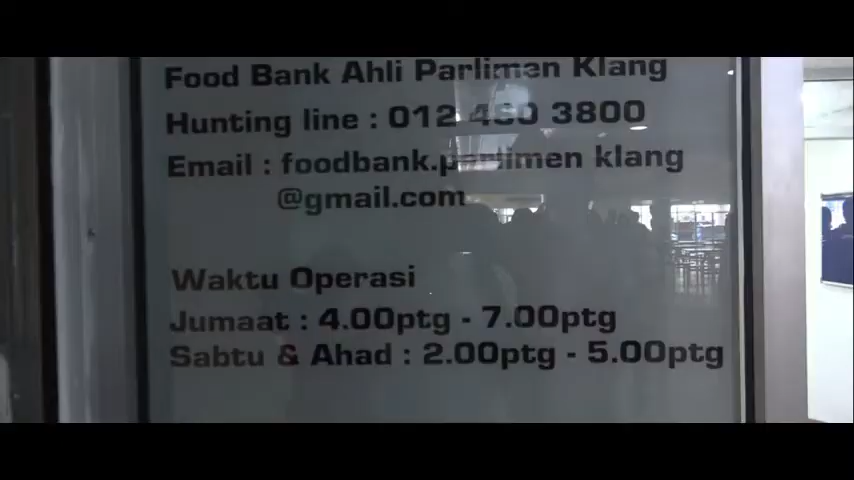 Food Bank Ahli Parlimen Klang
Hunting line : 012 480 3800
Email : foodbank.parlimen klang
@gmail.com
Waktu Operasi
Jumaat : 4.00ptg - 7.00ptg
Sabtu & Ahad : 2.00ptg - 5.00ptg